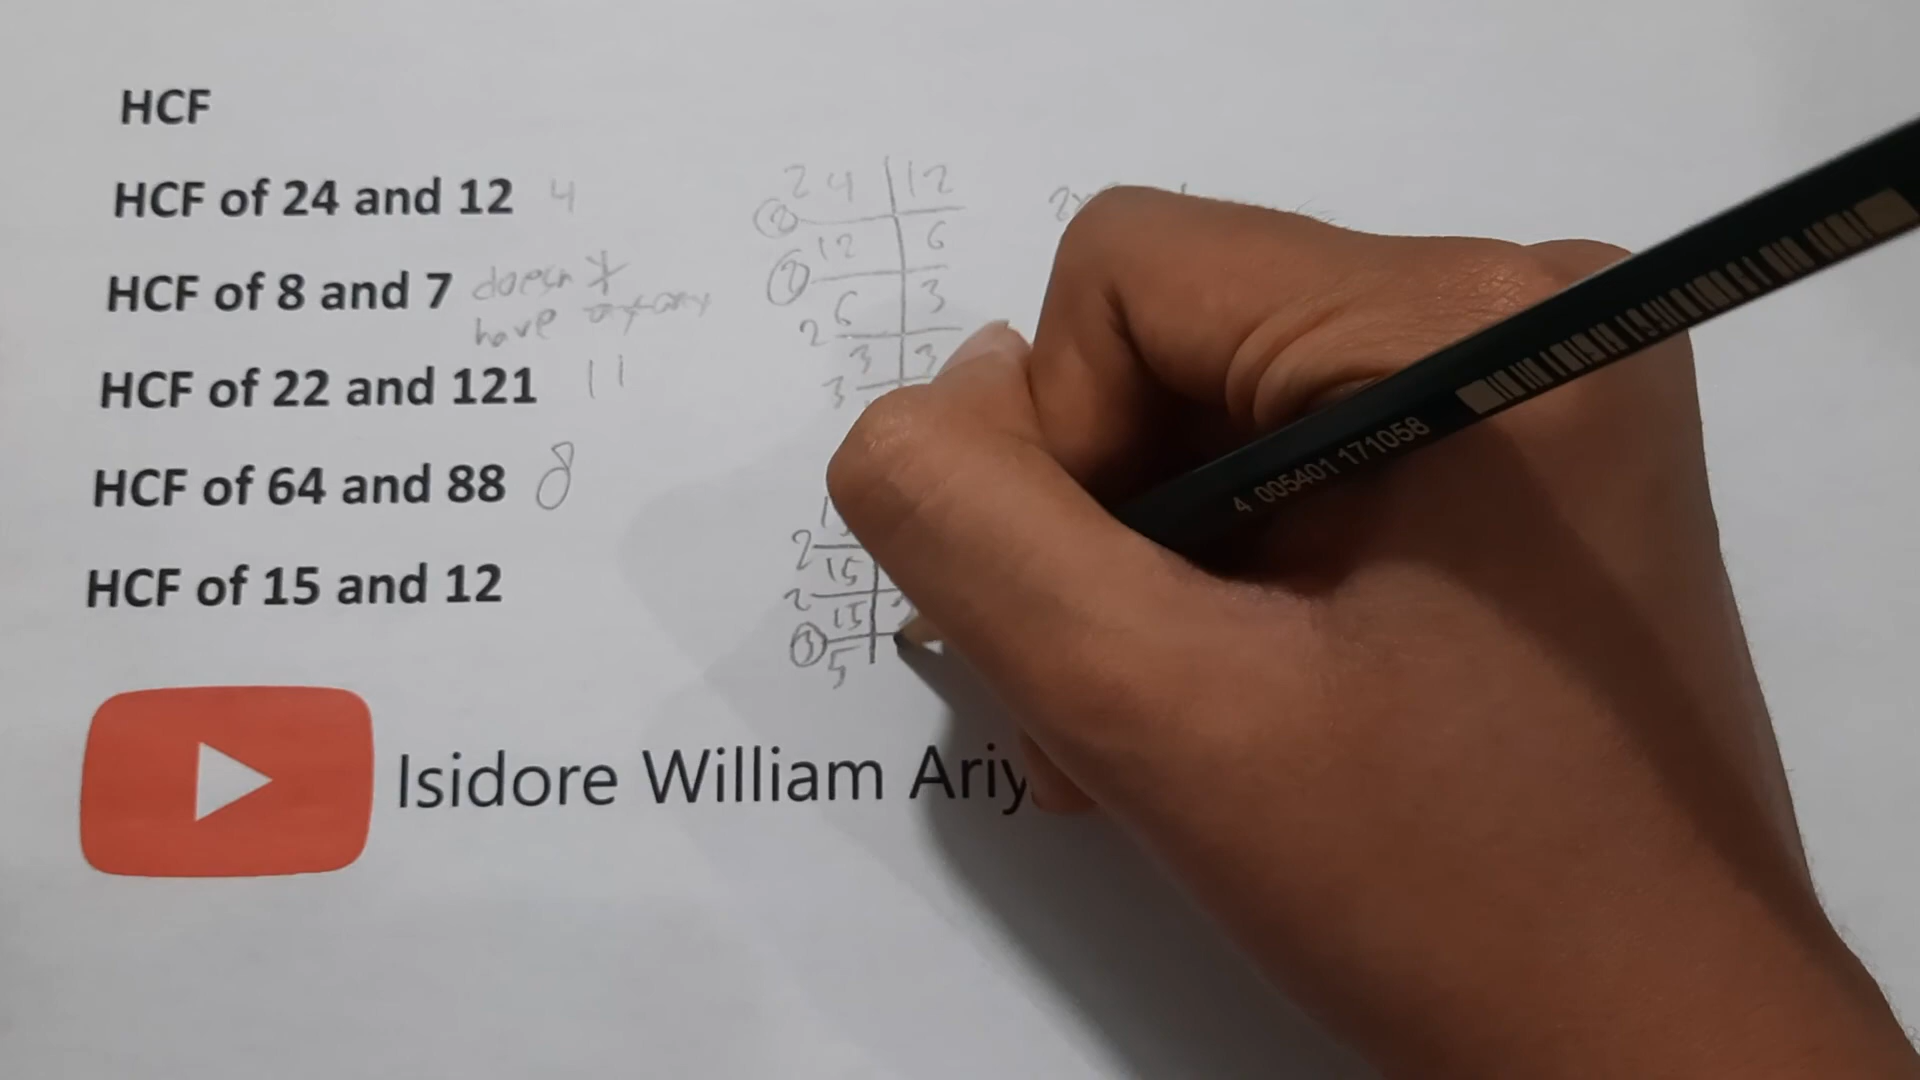 HCF
HCF of 24 and 12 4
HCF of 8 and 7 doesn't
have any
HCF of 22 and 121 11
HCF of 64 and 88 8
HCF of 15 and 12
24 12
2
12 6
2
6 3
2
3 3
3
2
15
2
15
3
5
Isidore William Ariy
4 005401 171058